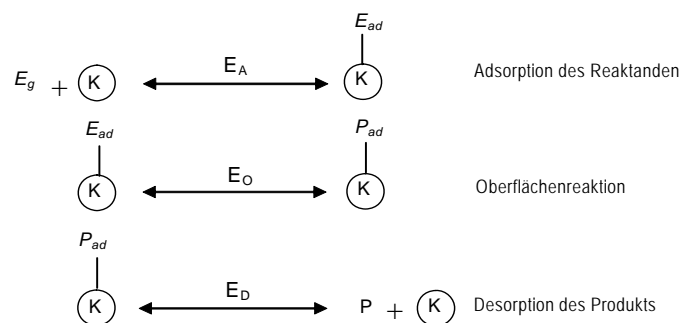 E_ad
E_g + K E_A K Adsorption des Reaktanden
E_ad P_ad
K E_O K Oberflächenreaktion
P_ad
K E_D P + K Desorption des Produkts